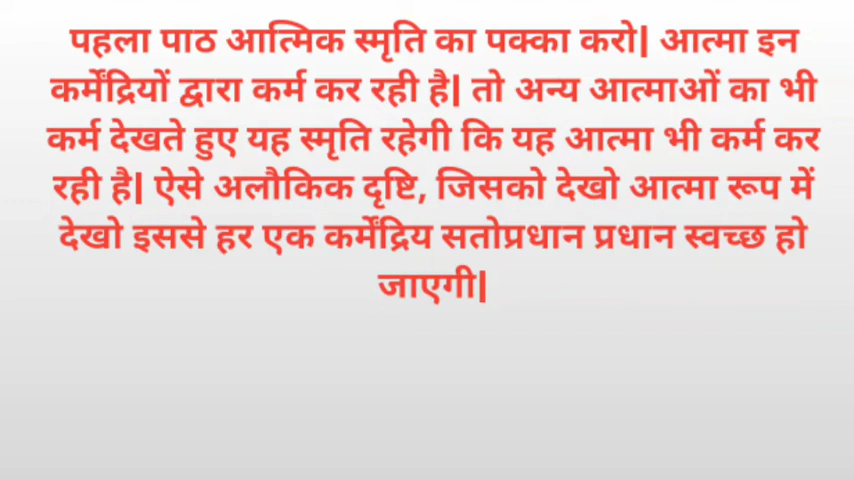 पहला पाठ आत्मिक स्मृति का पक्का करो| आत्मा इन
कर्मेंद्रियों द्वारा कर्म कर रही है| तो अन्य आत्माओं का भी
कर्म देखते हुए यह स्मृति रहेगी कि यह आत्मा भी कर्म कर
रही है| ऐसे अलौकिक दृष्टि, जिसको देखो आत्मा रूप में
देखो इससे हर एक कर्मेंद्रिय सतोप्रधान प्रधान स्वच्छ हो
जाएगी|